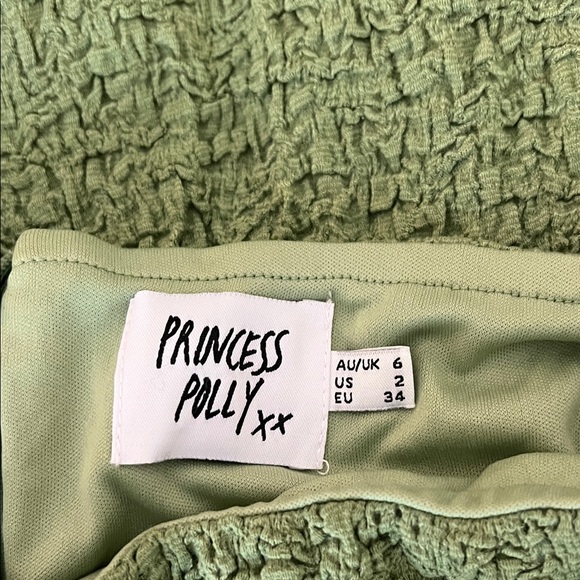 PRINCESS
POLLY xx
AU/UK 6
US 2
EU 34